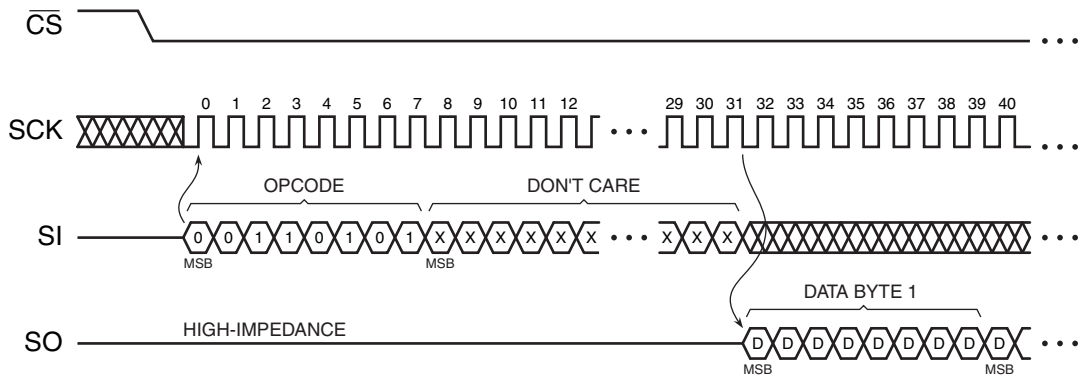 CS
0 1 2 3 4 5 6 7 8 9 10 11 12 29 30 31 32 33 34 35 36 37 38 39 40
SCK
OPCODE DON'T CARE
SI 0 0 1 1 0 1 0 1 X X X X X X X X X
MSB MSB
DATA BYTE 1
HIGH-IMPEDANCE
SO D D D D D D D D D
MSB MSB